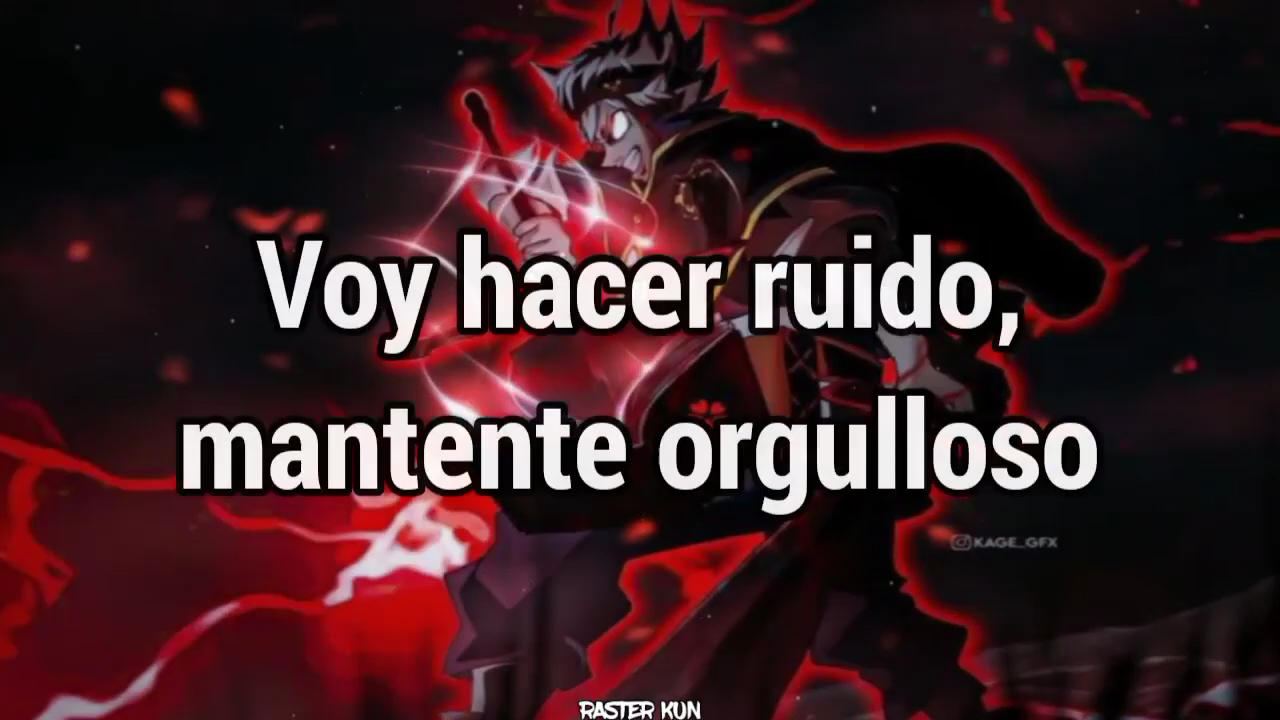 Voy hacer ruido,
mantente orgulloso
KAGE_GFX
RASTER KUN